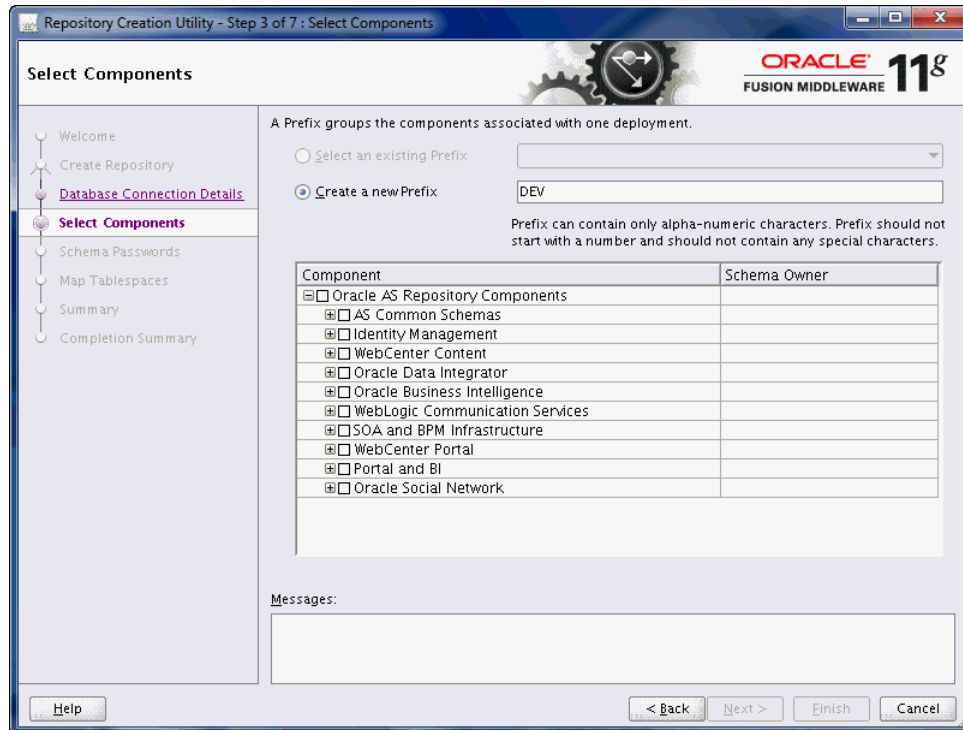 Repository Creation Utility - Step 3 of 7 : Select Components
Select Components
ORACLE
FUSION MIDDLEWARE
11g
Welcome
Create Repository
Database Connection Details
Select Components
Schema Passwords
Map Tablespaces
Summary
Completion Summary
A Prefix groups the components associated with one deployment.
Select an existing Prefix
Create a new Prefix
DEV
Prefix can contain only alpha-numeric characters. Prefix should not
start with a number and should not contain any special characters.
Component Schema Owner
Oracle AS Repository Components
AS Common Schemas
Identity Management
WebCenter Content
Oracle Data Integrator
Oracle Business Intelligence
WebLogic Communication Services
SOA and BPM Infrastructure
WebCenter Portal
Portal and BI
Oracle Social Network
Messages:
Help
< Back
Next >
Finish
Cancel